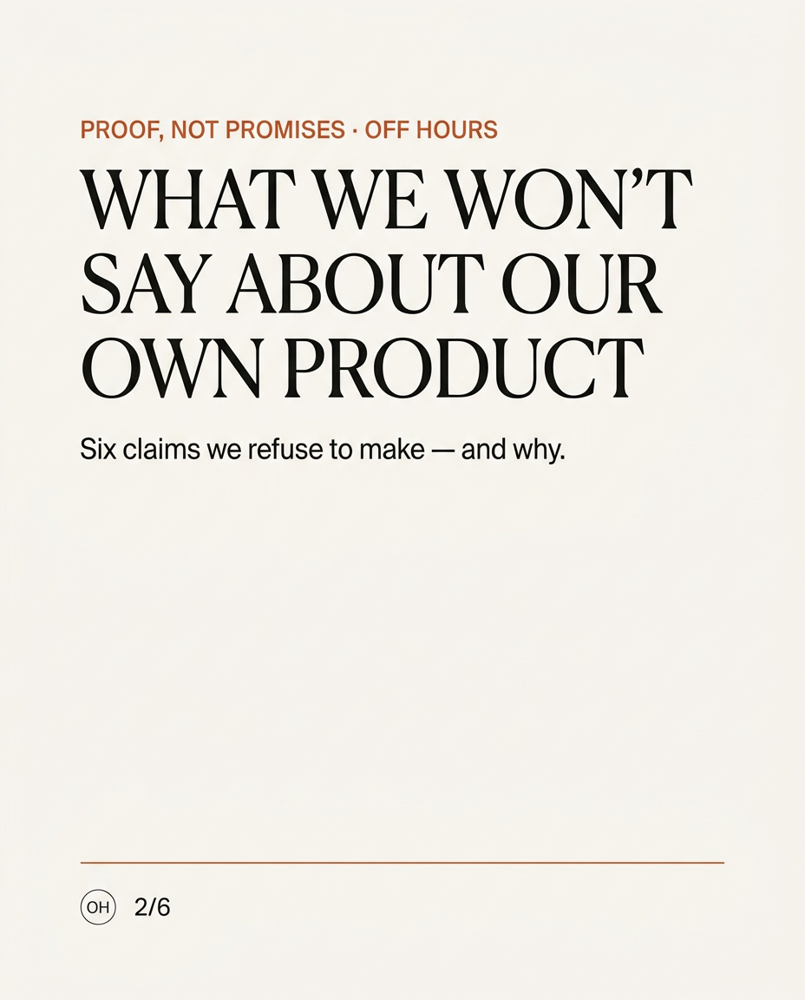 PROOF, NOT PROMISES · OFF HOURS
WHAT WE WON’T
SAY ABOUT OUR
OWN PRODUCT
Six claims we refuse to make — and why.
OH 2/6